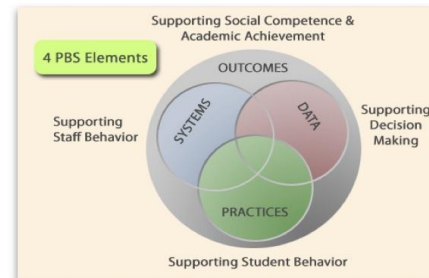 Supporting Social Competence &
Academic Achievement
4 PBS Elements
OUTCOMES
Supporting
Staff Behavior
SYSTEMS
DATA
Supporting
Decision
Making
PRACTICES
Supporting Student Behavior